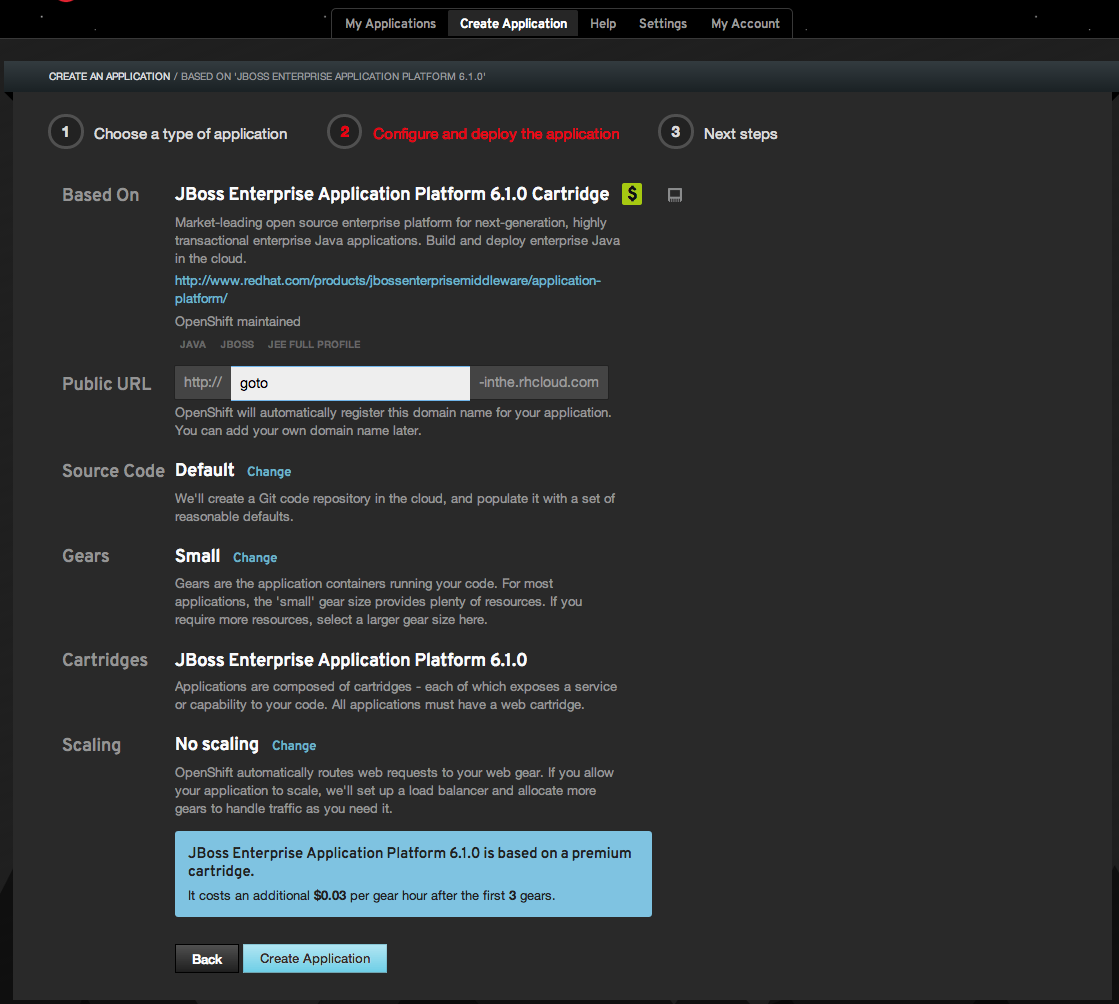 My Applications Create Application Help Settings My Account
CREATE AN APPLICATION / BASED ON 'JBOSS ENTERPRISE APPLICATION PLATFORM 6.1.0'
1 Choose a type of application 2 Configure and deploy the application 3 Next steps
Based On JBoss Enterprise Application Platform 6.1.0 Cartridge $
Market-leading open source enterprise platform for next-generation, highly
transactional enterprise Java applications. Build and deploy enterprise Java
in the cloud.
http://www.redhat.com/products/jbossenterprisemiddleware/application-
platform/
OpenShift maintained
JAVA JBOSS JEE FULL PROFILE
Public URL http:// goto -inthe.rhcloud.com
OpenShift will automatically register this domain name for your application.
You can add your own domain name later.
Source Code Default Change
We'll create a Git code repository in the cloud, and populate it with a set of
reasonable defaults.
Gears Small Change
Gears are the application containers running your code. For most
applications, the 'small' gear size provides plenty of resources. If you
require more resources, select a larger gear size here.
Cartridges JBoss Enterprise Application Platform 6.1.0
Applications are composed of cartridges - each of which exposes a service
or capability to your code. All applications must have a web cartridge.
Scaling No scaling Change
OpenShift automatically routes web requests to your web gear. If you allow
your application to scale, we'll set up a load balancer and allocate more
gears to handle traffic as you need it.
JBoss Enterprise Application Platform 6.1.0 is based on a premium
cartridge.
It costs an additional $0.03 per gear hour after the first 3 gears.
Back Create Application